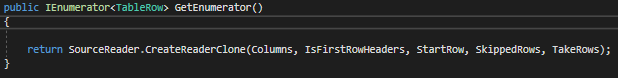 public IEnumerator<TableRow> GetEnumerator()
{
return SourceReader.CreateReaderClone(Columns, IsFirstRowHeaders, StartRow, SkippedRows, TakeRows);
}